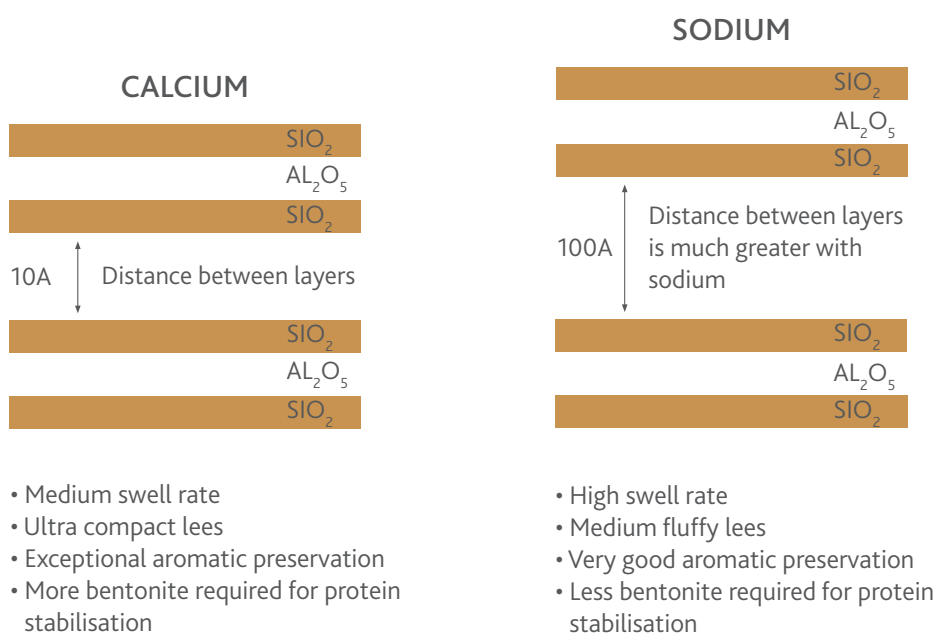 CALCIUM
SIO₂
AL₂O₅
SIO₂
10A
Distance between layers
SIO₂
AL₂O₅
SIO₂
• Medium swell rate
• Ultra compact lees
• Exceptional aromatic preservation
• More bentonite required for protein
stabilisation
SODIUM
SIO₂
AL₂O₅
SIO₂
100A
Distance between layers
is much greater with
sodium
SIO₂
AL₂O₅
SIO₂
• High swell rate
• Medium fluffy lees
• Very good aromatic preservation
• Less bentonite required for protein
stabilisation